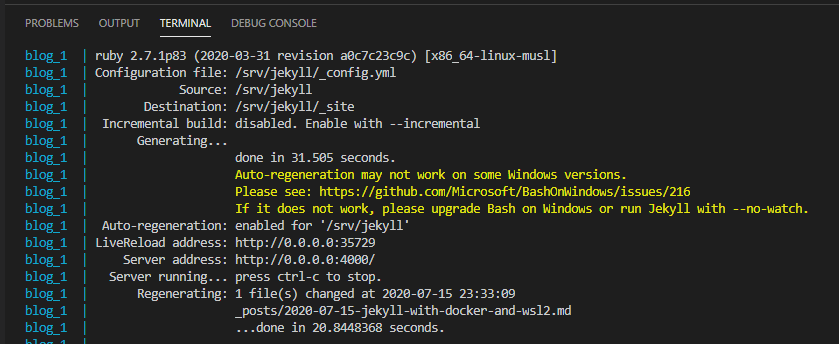 PROBLEMS OUTPUT TERMINAL DEBUG CONSOLE
blog_1 | ruby 2.7.1p83 (2020-03-31 revision a0c7c23c9c) [x86_64-linux-musl]
blog_1 | Configuration file: /srv/jekyll/_config.yml
blog_1 | Source: /srv/jekyll
blog_1 | Destination: /srv/jekyll/_site
blog_1 | Incremental build: disabled. Enable with --incremental
blog_1 | Generating...
blog_1 | done in 31.505 seconds.
blog_1 | Auto-regeneration may not work on some Windows versions.
blog_1 | Please see: https://github.com/Microsoft/BashOnWindows/issues/216
blog_1 | If it does not work, please upgrade Bash on Windows or run Jekyll with --no-watch.
blog_1 | Auto-regeneration: enabled for '/srv/jekyll'
blog_1 | LiveReload address: http://0.0.0.0:35729
blog_1 | Server address: http://0.0.0.0:4000/
blog_1 | Server running... press ctrl-c to stop.
blog_1 | Regenerating: 1 file(s) changed at 2020-07-15 23:33:09
blog_1 | _posts/2020-07-15-jekyll-with-docker-and-wsl2.md
blog_1 | ...done in 20.8448368 seconds.
blog_1 |